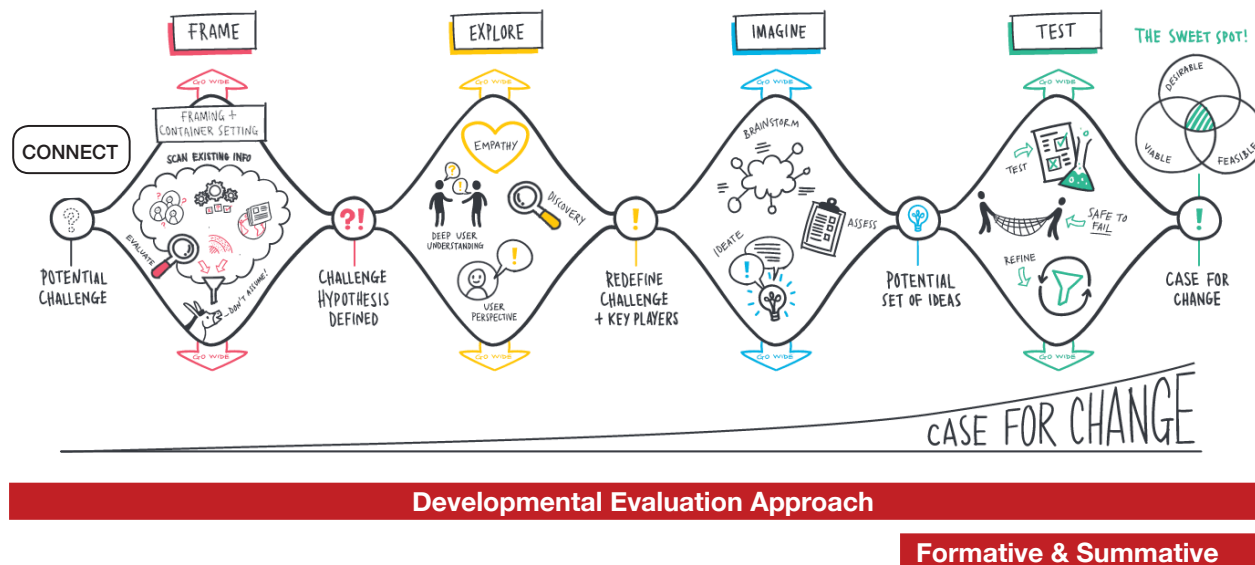 FRAME
EXPLORE
IMAGINE
TEST
THE SWEET SPOT!
GO WIDE
GO WIDE
GO WIDE
GO WIDE
DESIRABLE
VIABLE
FEASIBLE
CONNECT
FRAMING +
CONTAINER SETTING
SCAN EXISTING INFO
EVALUATE
DON'T ASSUME!
EMPATHY
DISCOVERY
DEEP USER
UNDERSTANDING
USER
PERSPECTIVE
BRAINSTORM
ASSESS
IDEATE
TEST
SAFE TO
FAIL
REFINE
?!
!
!
POTENTIAL
CHALLENGE
CHALLENGE
HYPOTHESIS
DEFINED
REDEFINE
CHALLENGE
+ KEY PLAYERS
POTENTIAL
SET OF IDEAS
CASE FOR
CHANGE
GO WIDE
GO WIDE
GO WIDE
GO WIDE
CASE FOR CHANGE
Developmental Evaluation Approach
Formative & Summative